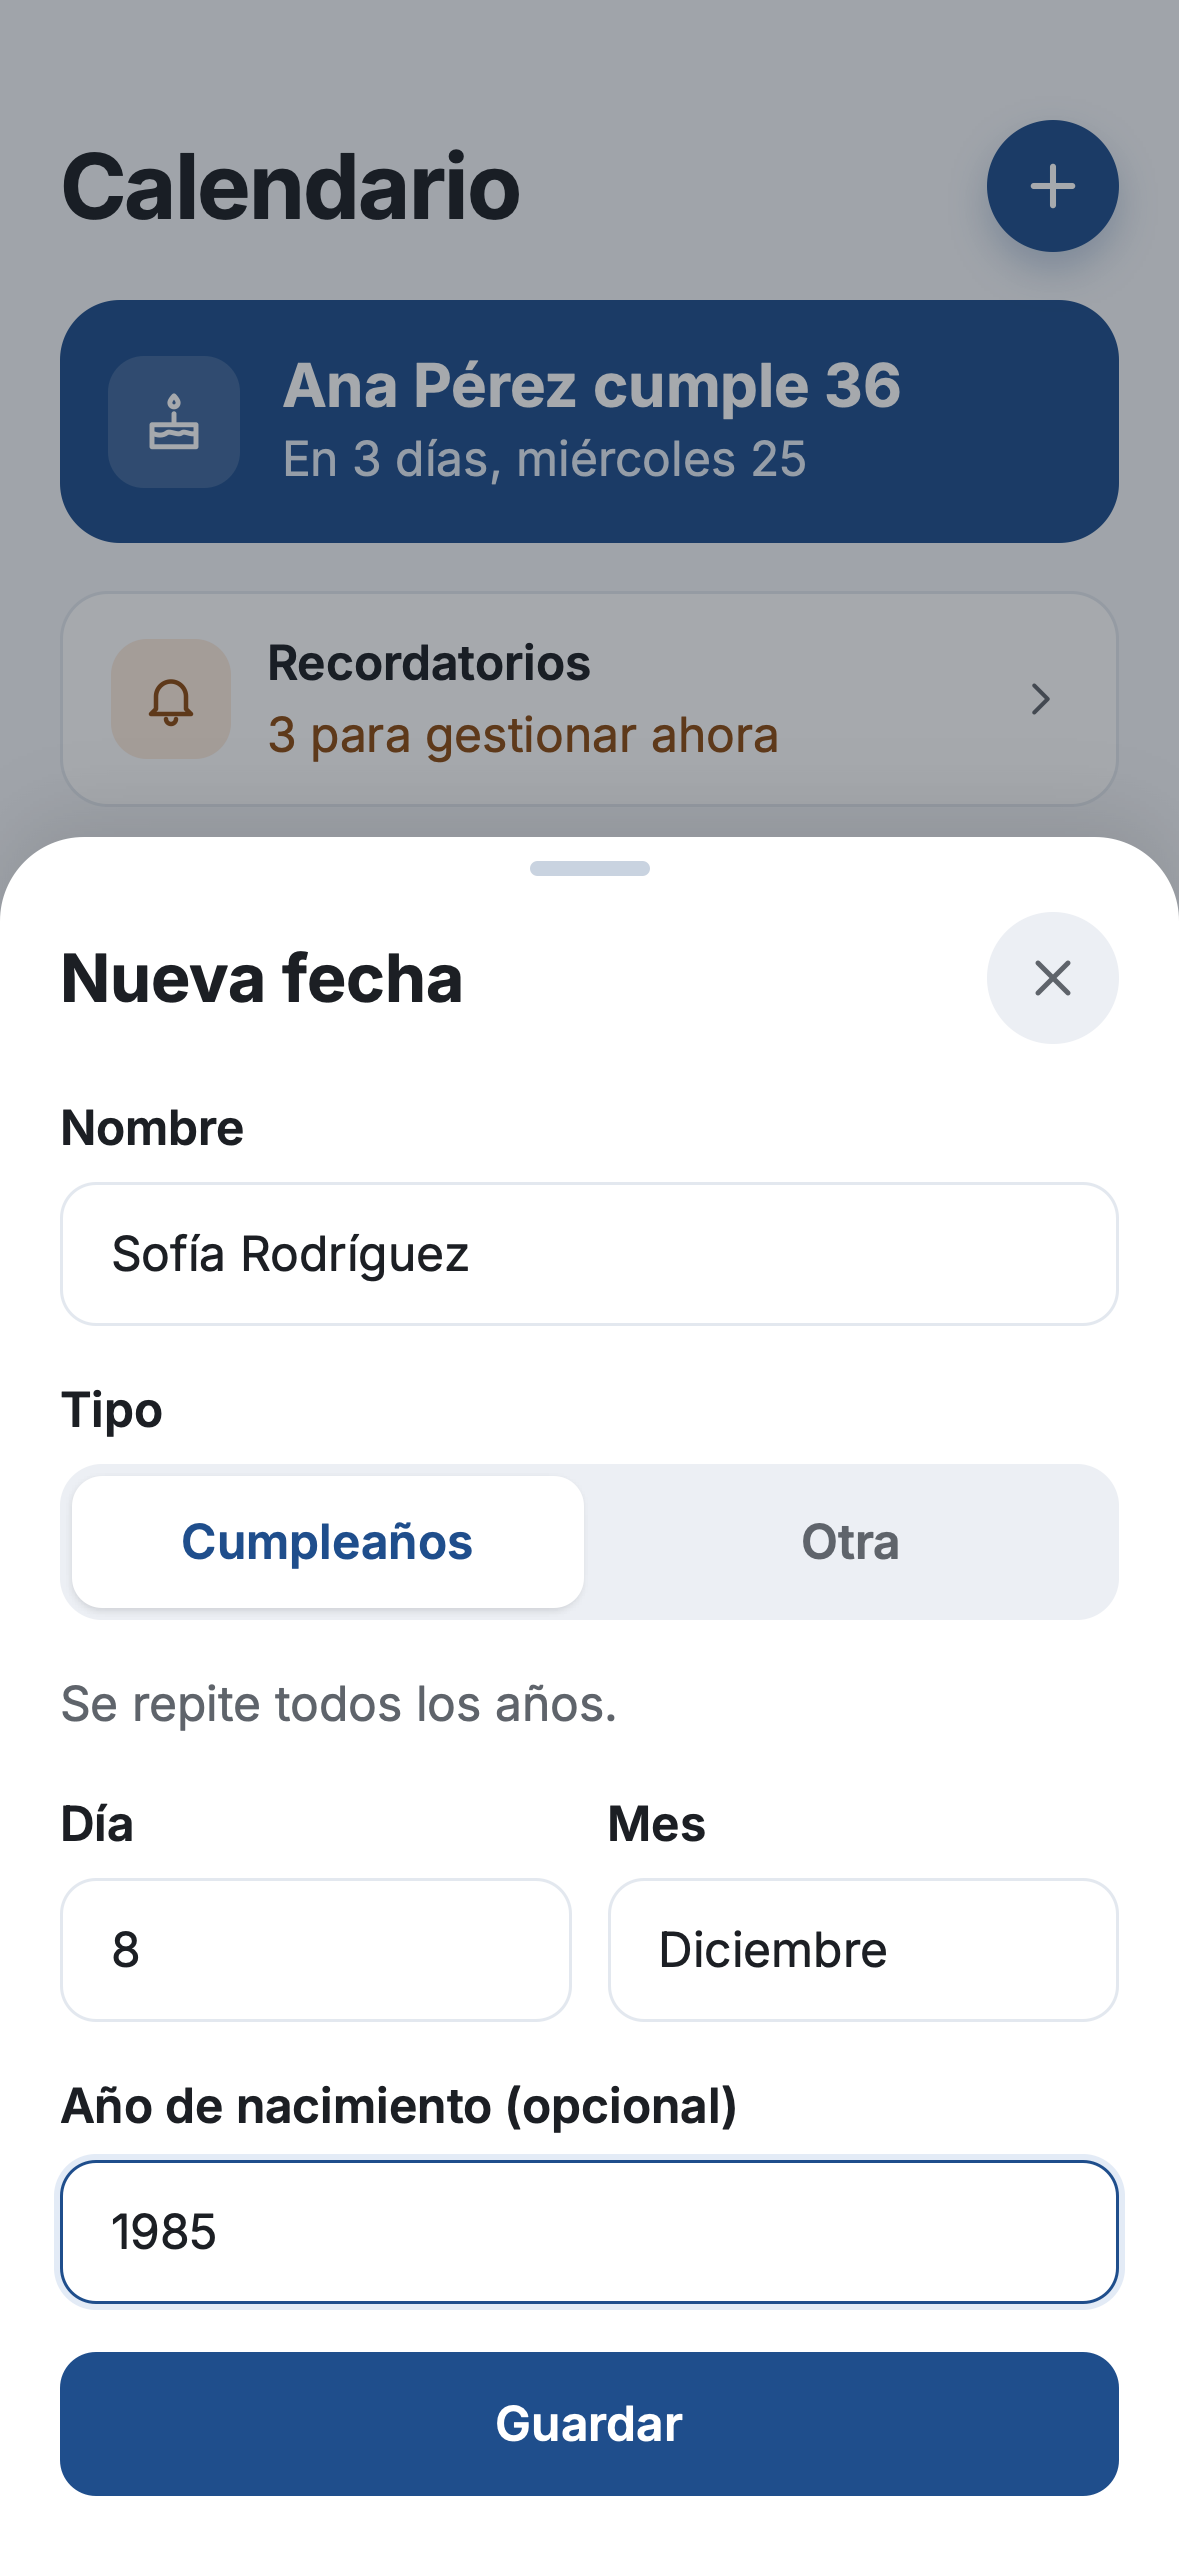 Calendario
Ana Pérez cumple 36
En 3 días, miércoles 25
Recordatorios
3 para gestionar ahora
Nueva fecha
Nombre
Sofía Rodríguez
Tipo
Cumpleaños Otra
Se repite todos los años.
Día Mes
8 Diciembre
Año de nacimiento (opcional)
1985
Guardar